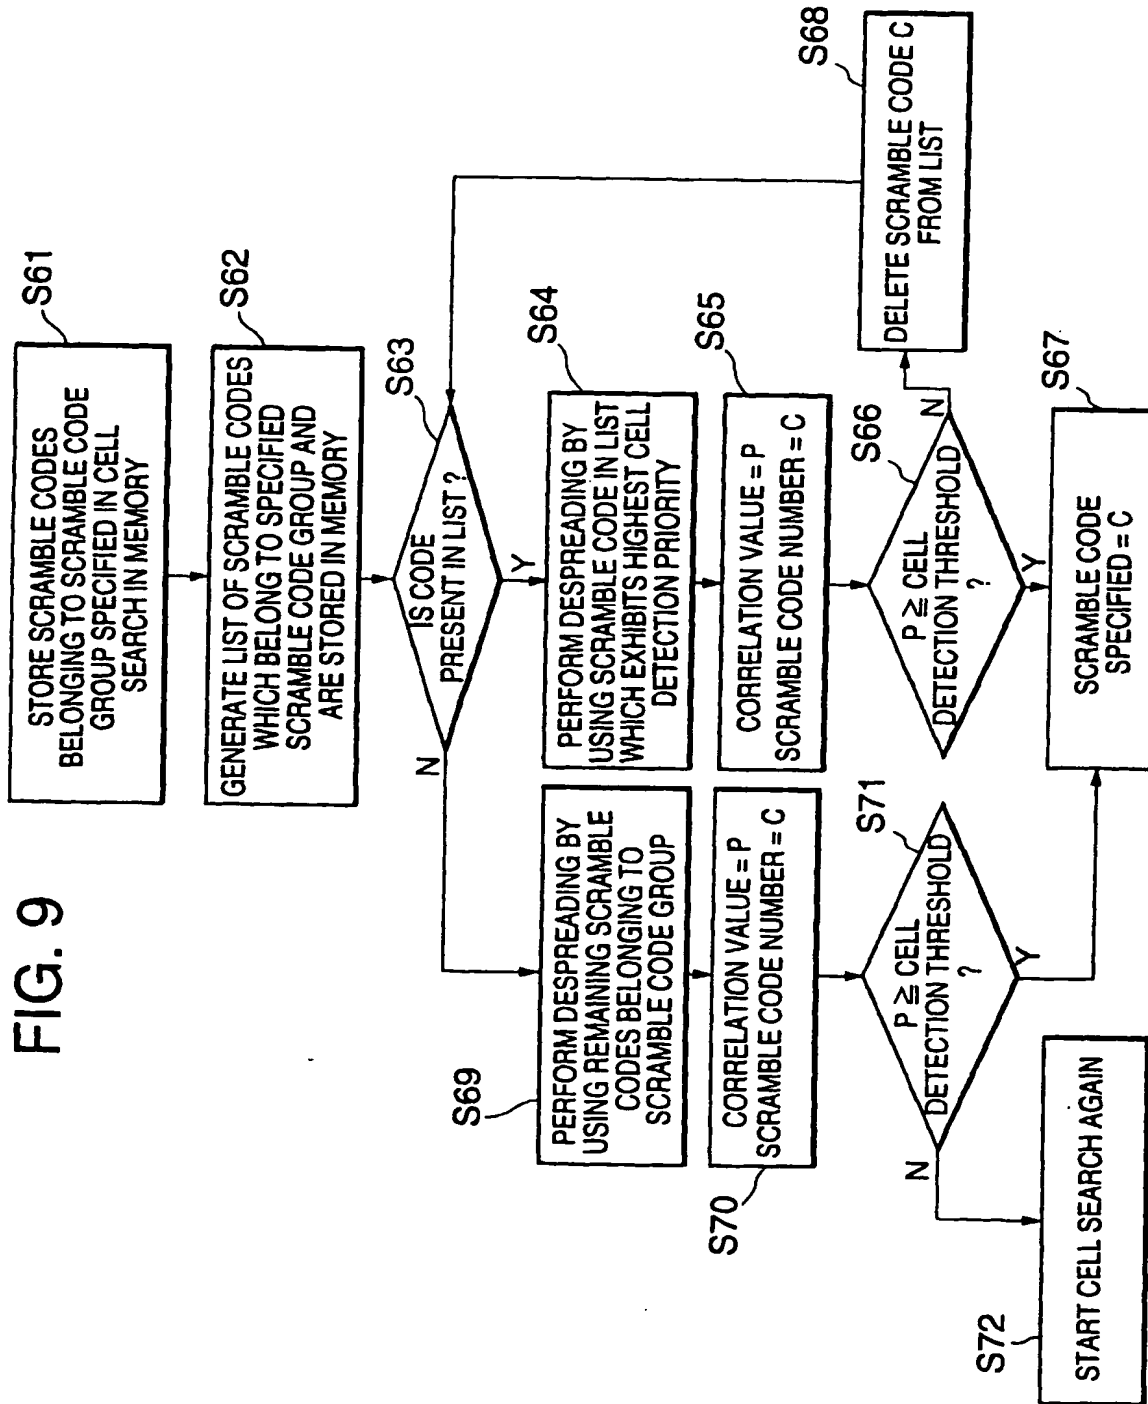 FIG. 9
S61
STORE SCRAMBLE CODES
BELONGING TO SCRAMBLE CODE
GROUP SPECIFIED IN CELL
SEARCH IN MEMORY
S62
GENERATE LIST OF SCRAMBLE CODES
WHICH BELONG TO SPECIFIED
SCRAMBLE CODE GROUP AND
ARE STORED IN MEMORY
S63
IS CODE
PRESENT IN LIST ?
N
Y
S64
PERFORM DESPREADING BY
USING SCRAMBLE CODE IN LIST
WHICH EXHIBITS HIGHEST CELL
DETECTION PRIORITY
S65
CORRELATION VALUE = P
SCRAMBLE CODE NUMBER = C
S66
P ≧ CELL
DETECTION THRESHOLD
?
N
Y
S68
DELETE SCRAMBLE CODE C
FROM LIST
S67
SCRAMBLE CODE
SPECIFIED = C
S69
PERFORM DESPREADING BY
USING REMAINING SCRAMBLE
CODES BELONGING TO
SCRAMBLE CODE GROUP
S70
CORRELATION VALUE = P
SCRAMBLE CODE NUMBER = C
S71
P ≧ CELL
DETECTION THRESHOLD
?
N
Y
S72
START CELL SEARCH AGAIN